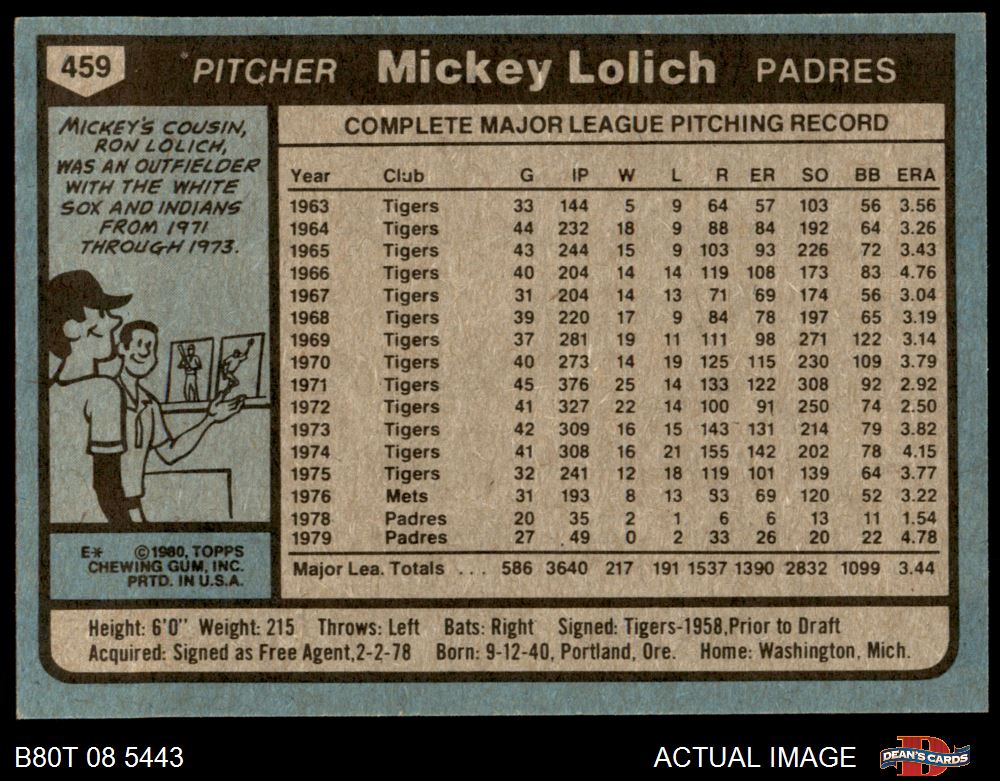 459 PITCHER Mickey Lolich PADRES
MICKEY'S COUSIN,
RON LOLICH,
WAS AN OUTFIELDER
WITH THE WHITE
SOX AND INDIANS
FROM 1971
THROUGH 1973.
E* ©1980, TOPPS
CHEWING GUM, INC.
PRTD. IN U.S.A.
COMPLETE MAJOR LEAGUE PITCHING RECORD
Year Club G IP W L R ER SO BB ERA
1963 Tigers 33 144 5 9 64 57 103 56 3.56
1964 Tigers 44 232 18 9 88 84 192 64 3.26
1965 Tigers 43 244 15 9 103 93 226 72 3.43
1966 Tigers 40 204 14 14 119 108 173 83 4.76
1967 Tigers 31 204 14 13 71 69 174 56 3.04
1968 Tigers 39 220 17 9 84 78 197 65 3.19
1969 Tigers 37 281 19 11 111 98 271 122 3.14
1970 Tigers 40 273 14 19 125 115 230 109 3.79
1971 Tigers 45 376 25 14 133 122 308 92 2.92
1972 Tigers 41 327 22 14 100 91 250 74 2.50
1973 Tigers 42 309 16 15 143 131 214 79 3.82
1974 Tigers 41 308 16 21 155 142 202 78 4.15
1975 Tigers 32 241 12 18 119 101 139 64 3.77
1976 Mets 31 193 8 13 83 69 120 52 3.22
1978 Padres 20 35 2 1 6 6 13 11 1.54
1979 Padres 27 49 0 2 33 26 20 22 4.78
Major Lea. Totals ... 586 3640 217 191 1537 1390 2832 1099 3.44
Height: 6'0" Weight: 215 Throws: Left Bats: Right Signed: Tigers-1958, Prior to Draft
Acquired: Signed as Free Agent, 2-2-78 Born: 9-12-40, Portland, Ore. Home: Washington, Mich.
B80T 08 5443 ACTUAL IMAGE DEAN'S CARDS